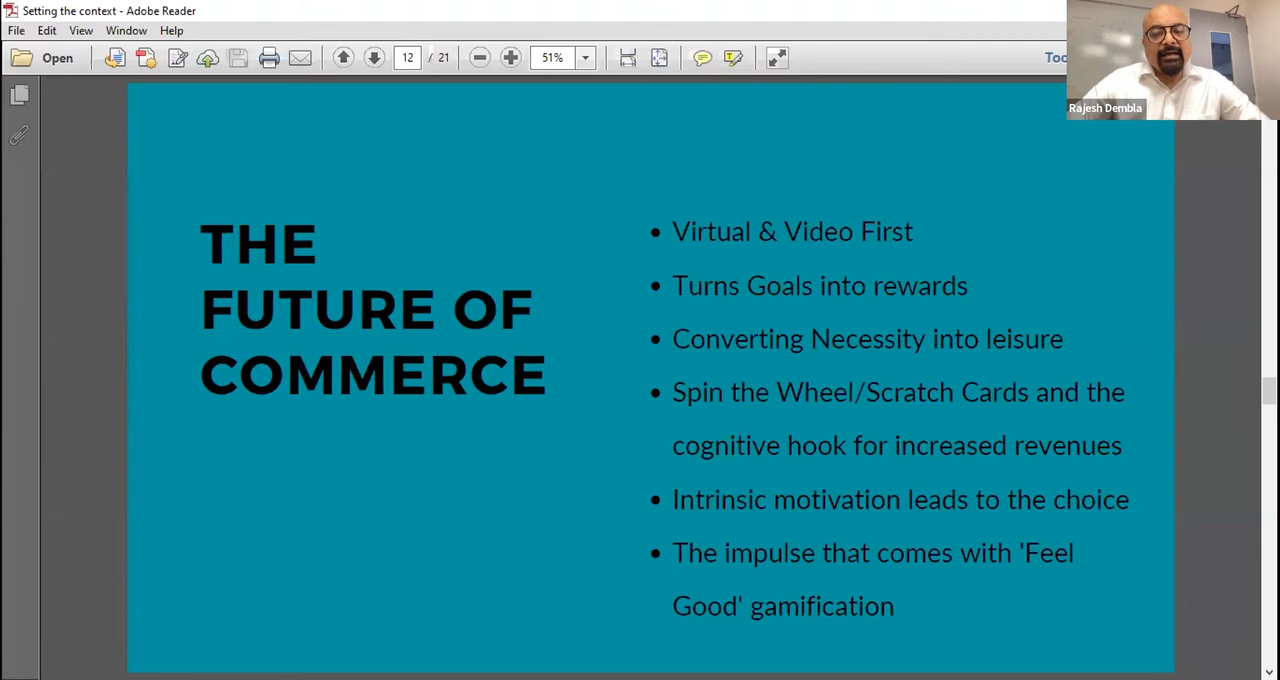 Setting the context - Adobe Reader
File Edit View Window Help
Open
12 / 21
51%
Rajesh Dembla
THE
FUTURE OF
COMMERCE
• Virtual & Video First
• Turns Goals into rewards
• Converting Necessity into leisure
• Spin the Wheel/Scratch Cards and the
cognitive hook for increased revenues
• Intrinsic motivation leads to the choice
• The impulse that comes with 'Feel
Good' gamification